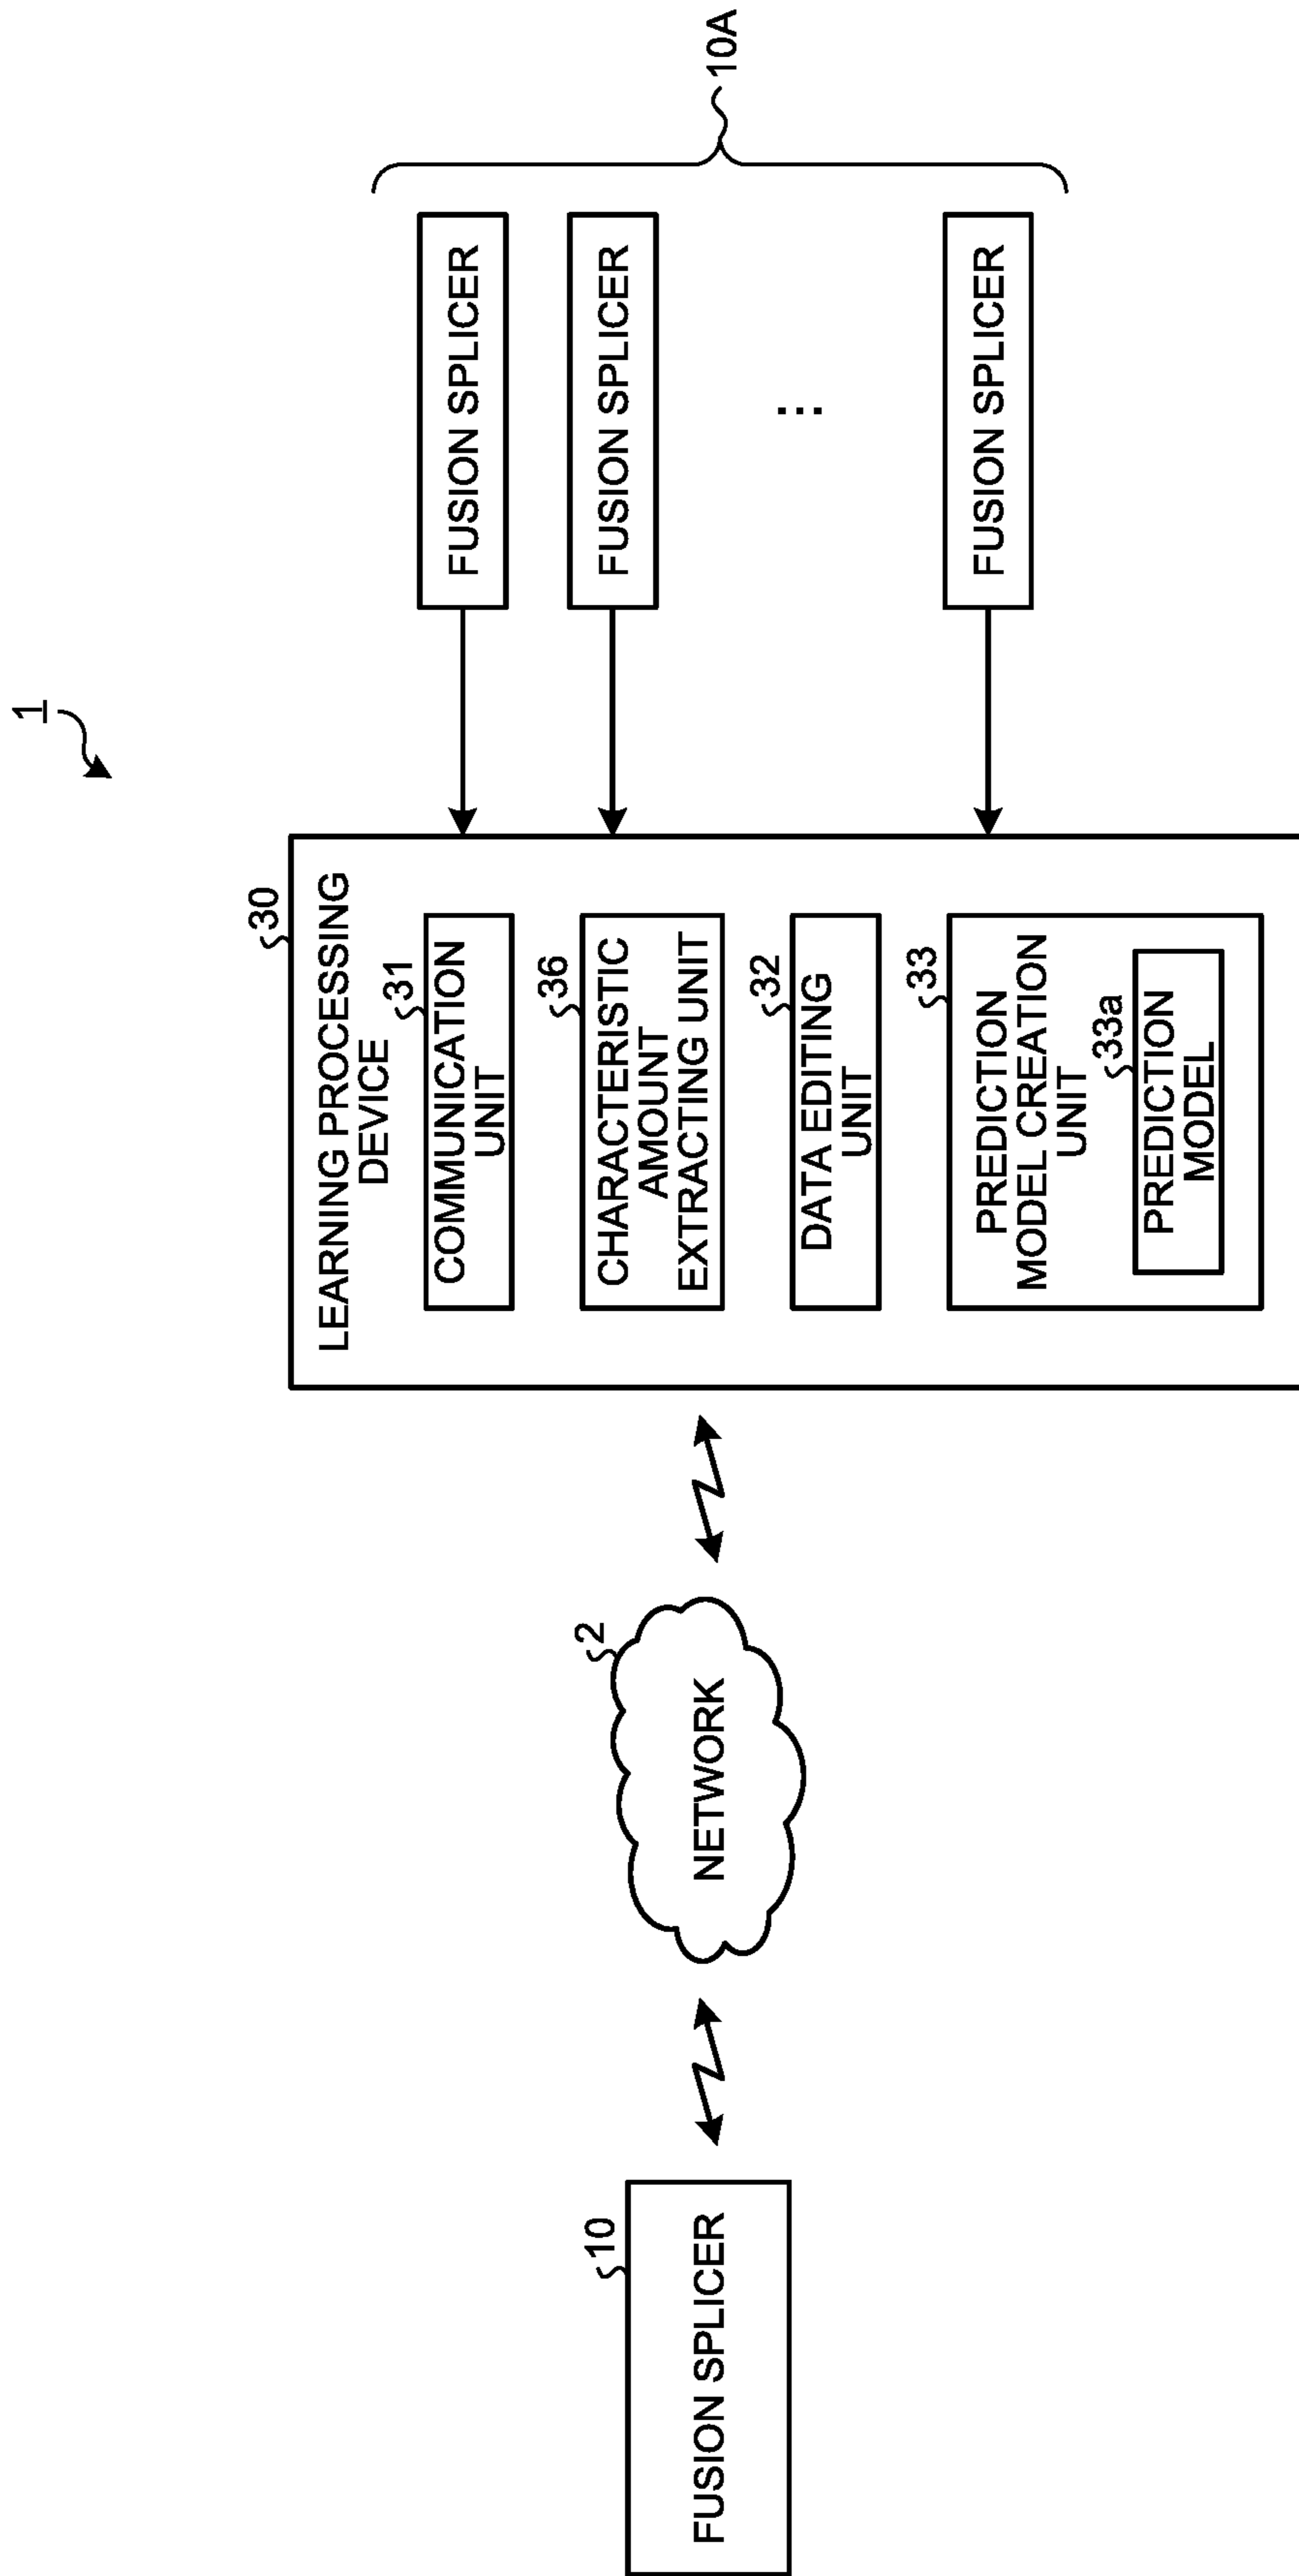 1
10
FUSION SPLICER
2
NETWORK
30
LEARNING PROCESSING
DEVICE
31
COMMUNICATION
UNIT
36
CHARACTERISTIC
AMOUNT
EXTRACTING UNIT
32
DATA EDITING
UNIT
33
PREDICTION
MODEL CREATION
UNIT
33a
PREDICTION
MODEL
FUSION SPLICER
FUSION SPLICER
...
FUSION SPLICER
10A